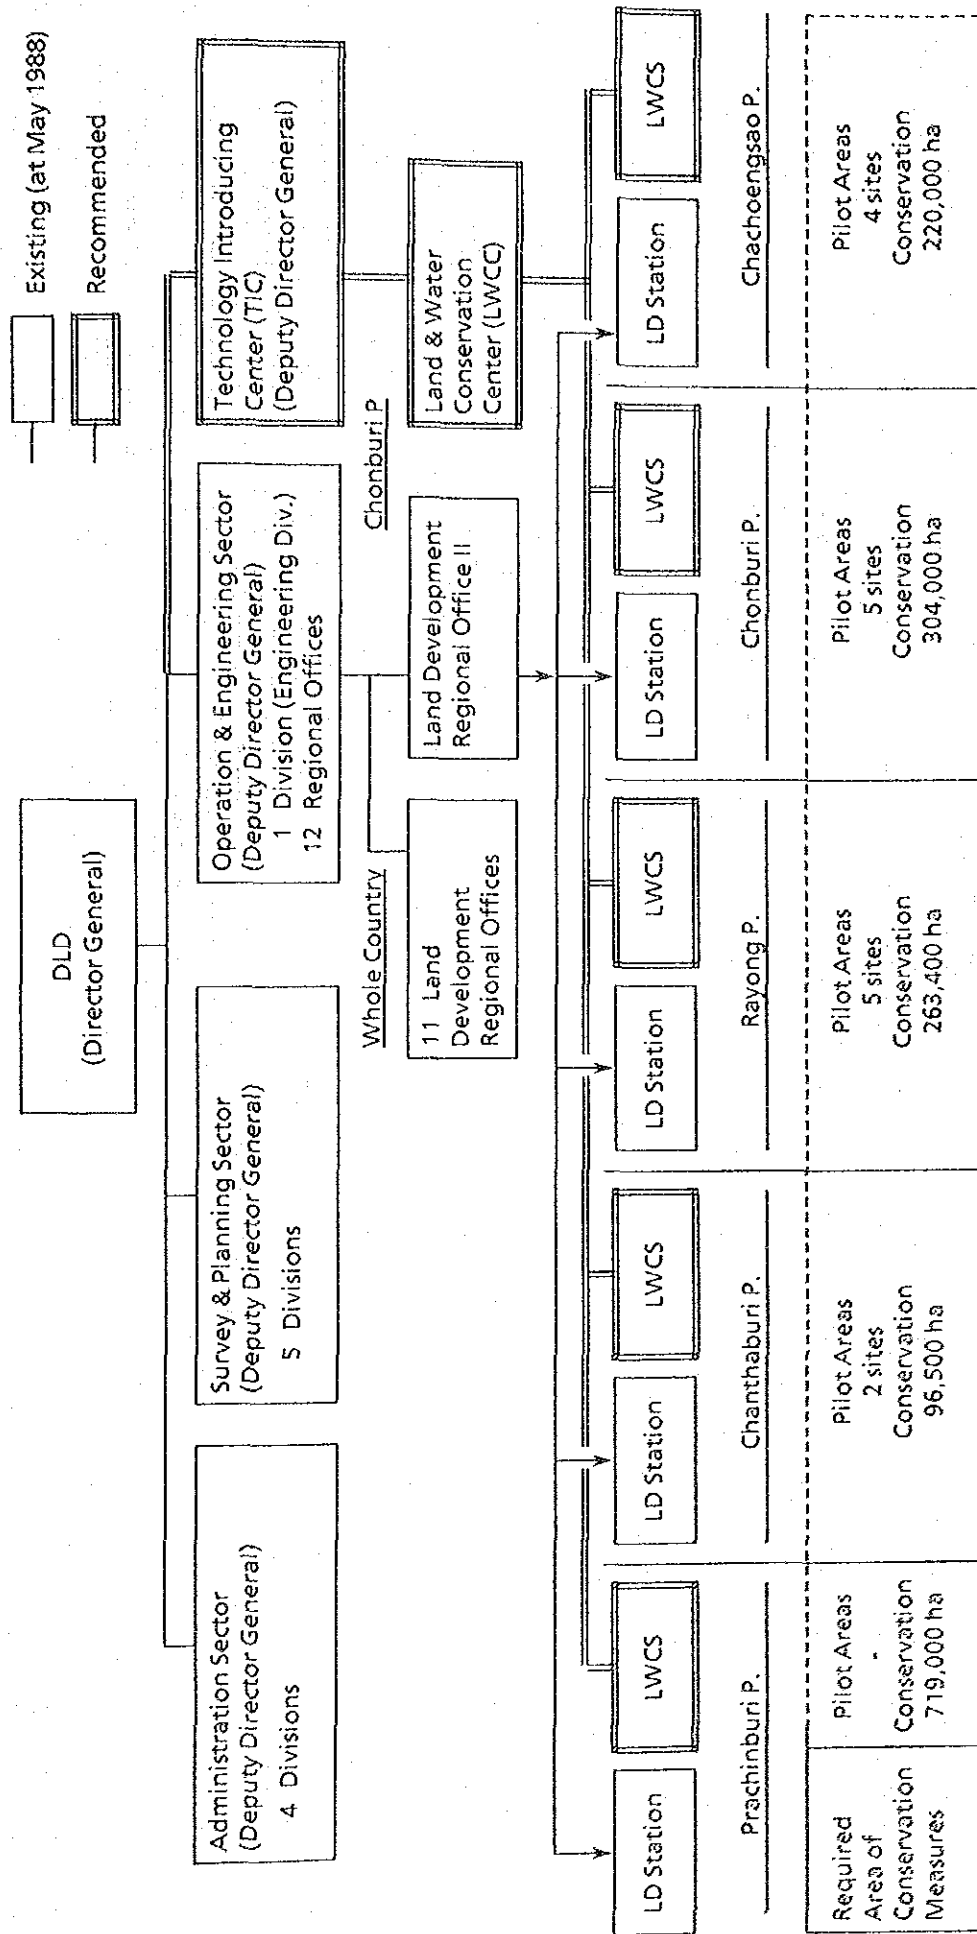 Existing (at May 1988)
Recommended
DLD
(Director General)
Administration Sector
(Deputy Director General)
4 Divisions
Survey & Planning Sector
(Deputy Director General)
5 Divisions
Operation & Engineering Sector
(Deputy Director General)
1 Division (Engineering Div.)
12 Regional Offices
Technology Introducing
Center (TIC)
(Deputy Director General)
Whole Country
Chonburi P
11 Land
Development
Regional Offices
Land Development
Regional Office II
Land & Water
Conservation
Center (LWCC)
LD Station
LWCS
LD Station
LWCS
LD Station
LWCS
LD Station
LWCS
LD Station
LWCS
Prachinburi P.
Chanthaburi P.
Rayong P.
Chonburi P.
Chachoengsao P.
Required
Area of
Conservation
Measures
Pilot Areas
-
Conservation
719,000 ha
Pilot Areas
2 sites
Conservation
96,500 ha
Pilot Areas
5 sites
Conservation
263,400 ha
Pilot Areas
5 sites
Conservation
304,000 ha
Pilot Areas
4 sites
Conservation
220,000 ha